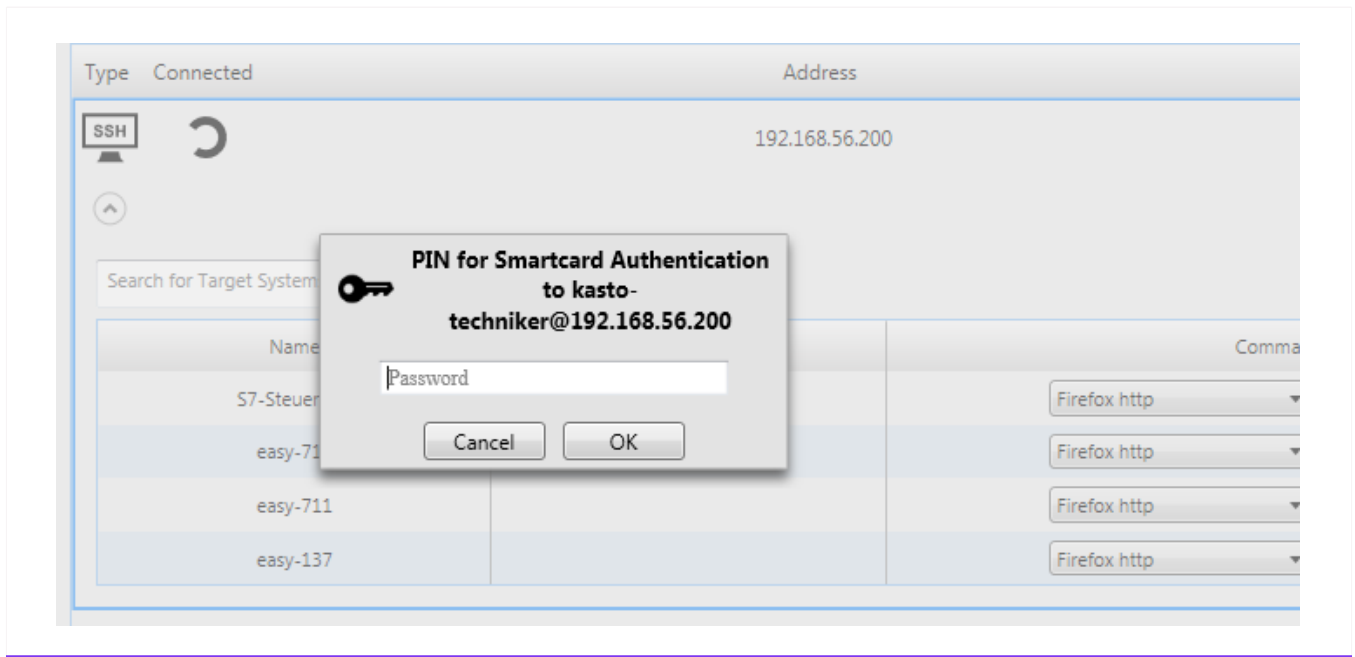 Type Connected Address
SSH 192.168.56.200
PIN for Smartcard Authentication
to kasto-
techniker@192.168.56.200
Search for Target System
Password
Cancel OK
Name Comma
S7-Steuer Firefox http
easy-71 Firefox http
easy-711 Firefox http
easy-137 Firefox http